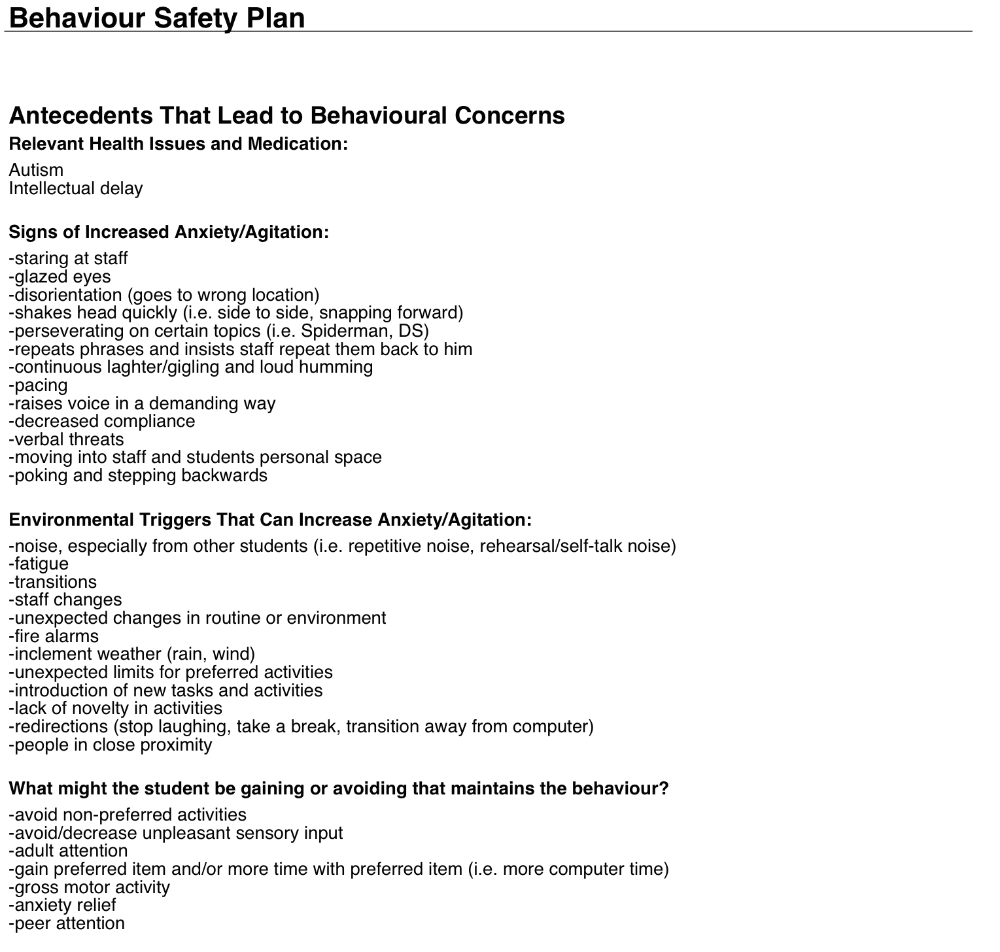 Behaviour Safety Plan
Antecedents That Lead to Behavioural Concerns
Relevant Health Issues and Medication:
Autism
Intellectual delay
Signs of Increased Anxiety/Agitation:
-staring at staff
-glazed eyes
-disorientation (goes to wrong location)
-shakes head quickly (i.e. side to side, snapping forward)
-perseverating on certain topics (i.e. Spiderman, DS)
-repeats phrases and insists staff repeat them back to him
-continuous laghter/gigling and loud humming
-pacing
-raises voice in a demanding way
-decreased compliance
-verbal threats
-moving into staff and students personal space
-poking and stepping backwards
Environmental Triggers That Can Increase Anxiety/Agitation:
-noise, especially from other students (i.e. repetitive noise, rehearsal/self-talk noise)
-fatigue
-transitions
-staff changes
-unexpected changes in routine or environment
-fire alarms
-inclement weather (rain, wind)
-unexpected limits for preferred activities
-introduction of new tasks and activities
-lack of novelty in activities
-redirections (stop laughing, take a break, transition away from computer)
-people in close proximity
What might the student be gaining or avoiding that maintains the behaviour?
-avoid non-preferred activities
-avoid/decrease unpleasant sensory input
-adult attention
-gain preferred item and/or more time with preferred item (i.e. more computer time)
-gross motor activity
-anxiety relief
-peer attention